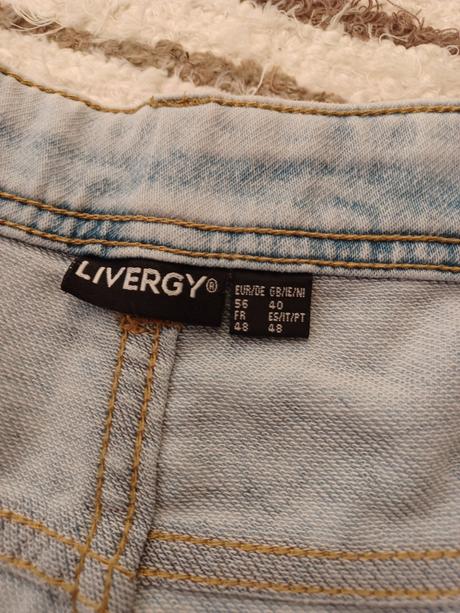 LIVERGY®
EUR/DE GB/IE/NI
56 40
FR ES/IT/PT
48 48